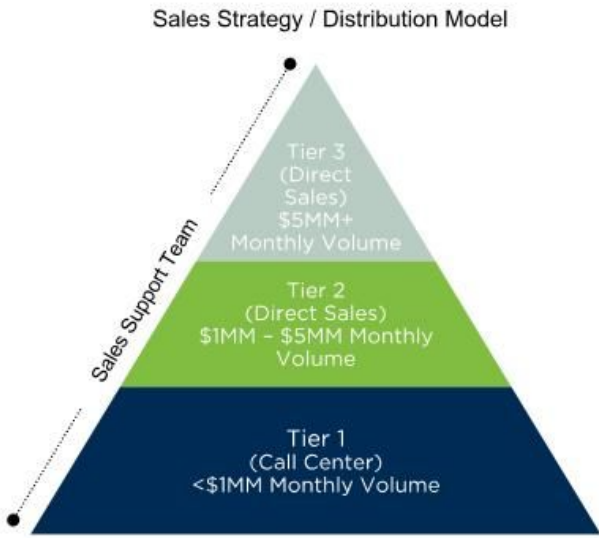 Sales Strategy / Distribution Model
Tier 3
(Direct
Sales)
$5MM+
Monthly Volume
Sales Support Team
Tier 2
(Direct Sales)
$1MM – $5MM Monthly
Volume
Tier 1
(Call Center)
<$1MM Monthly Volume